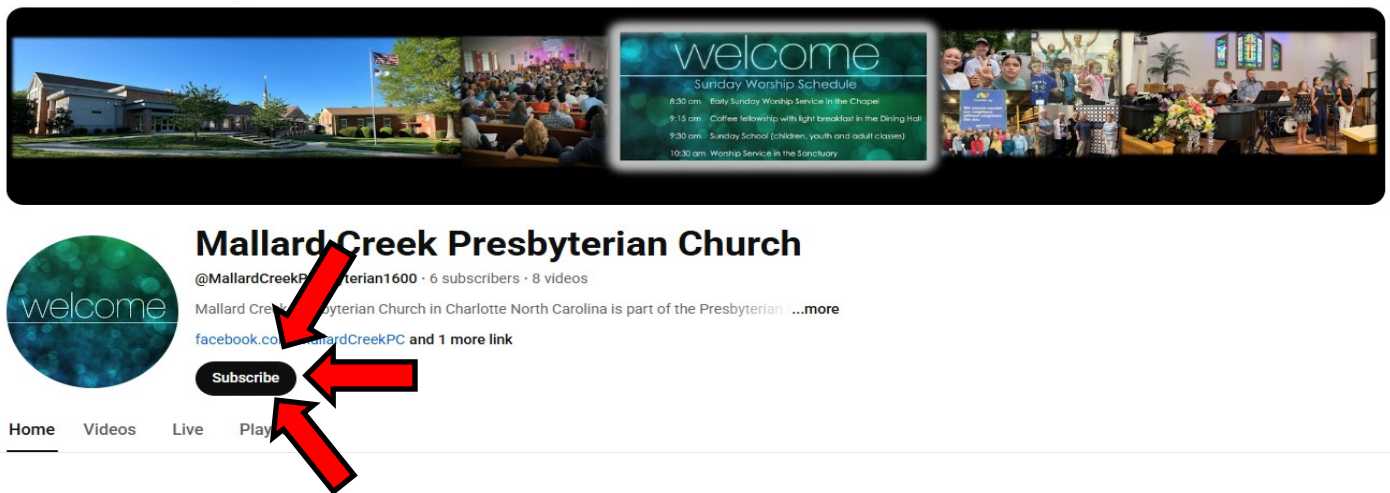 welcome
Sunday Worship Schedule
8:30 am Early Sunday Worship Service in the Chapel
9:15 am Coffee fellowship with light breakfast in the Dining Hall
9:30 am Sunday School (children, youth and adult classes)
10:30 am Worship Service in the Sanctuary
Mallard Creek Presbyterian Church
@MallardCreekP terian1600 · 6 subscribers · 8 videos
welcome
Mallard Cre byterian Church in Charlotte North Carolina is part of the Presbyterian ...more
facebook.co allardCreekPC and 1 more link
Subscribe
Home Videos Live Play